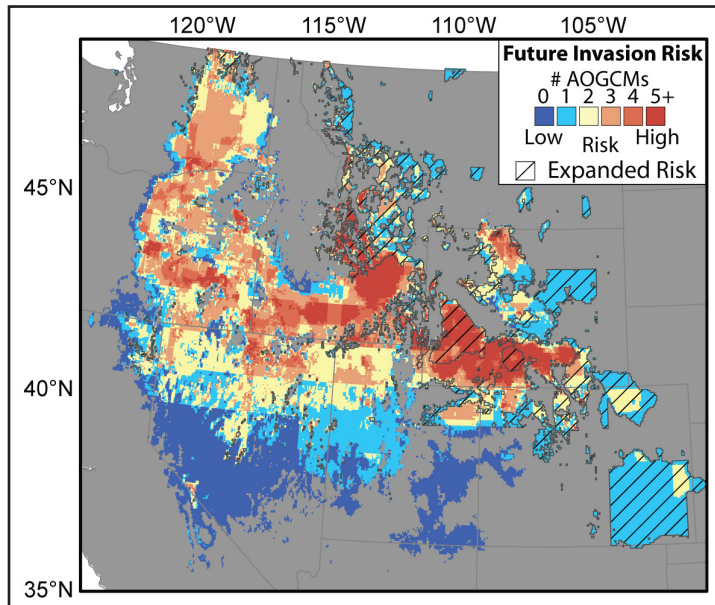 120°W 115°W 110°W 105°W
Future Invasion Risk
# AOGCMs
0 1 2 3 4 5+
Low Risk High
Expanded Risk
45°N
40°N
35°N